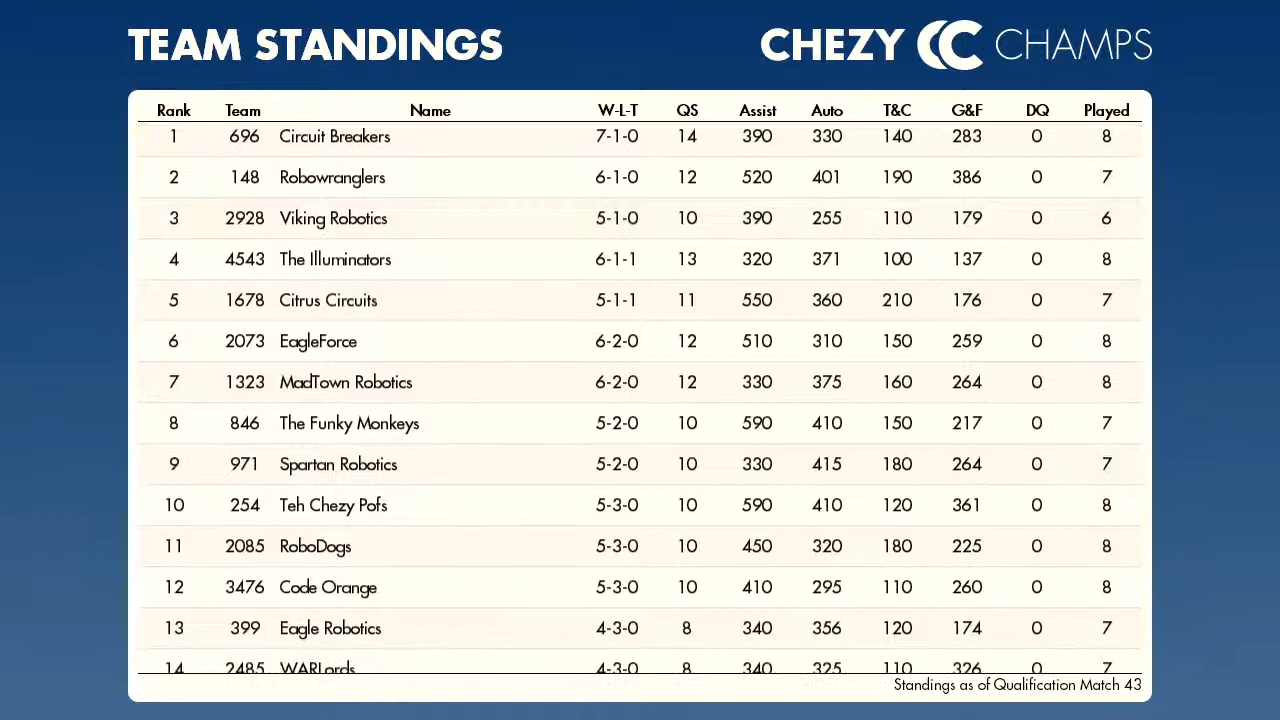 TEAM STANDINGS CHEZY CHAMPS
Rank Team Name W-L-T QS Assist Auto T&C G&F DQ Played
1 696 Circuit Breakers 7-1-0 14 390 330 140 283 0 8
2 148 Robowranglers 6-1-0 12 520 401 190 386 0 7
3 2928 Viking Robotics 5-1-0 10 390 255 110 179 0 6
4 4543 The Illuminators 6-1-1 13 320 371 100 137 0 8
5 1678 Citrus Circuits 5-1-1 11 550 360 210 176 0 7
6 2073 EagleForce 6-2-0 12 510 310 150 259 0 8
7 1323 MadTown Robotics 6-2-0 12 330 375 160 264 0 8
8 846 The Funky Monkeys 5-2-0 10 590 410 150 217 0 7
9 971 Spartan Robotics 5-2-0 10 330 415 180 264 0 7
10 254 Teh Chezy Pofs 5-3-0 10 590 410 120 361 0 8
11 2085 RoboDogs 5-3-0 10 450 320 180 225 0 8
12 3476 Code Orange 5-3-0 10 410 295 110 260 0 8
13 399 Eagle Robotics 4-3-0 8 340 356 120 174 0 7
14 2485 WARLords 4-3-0 8 340 325 110 326 0 7
Standings as of Qualification Match 43